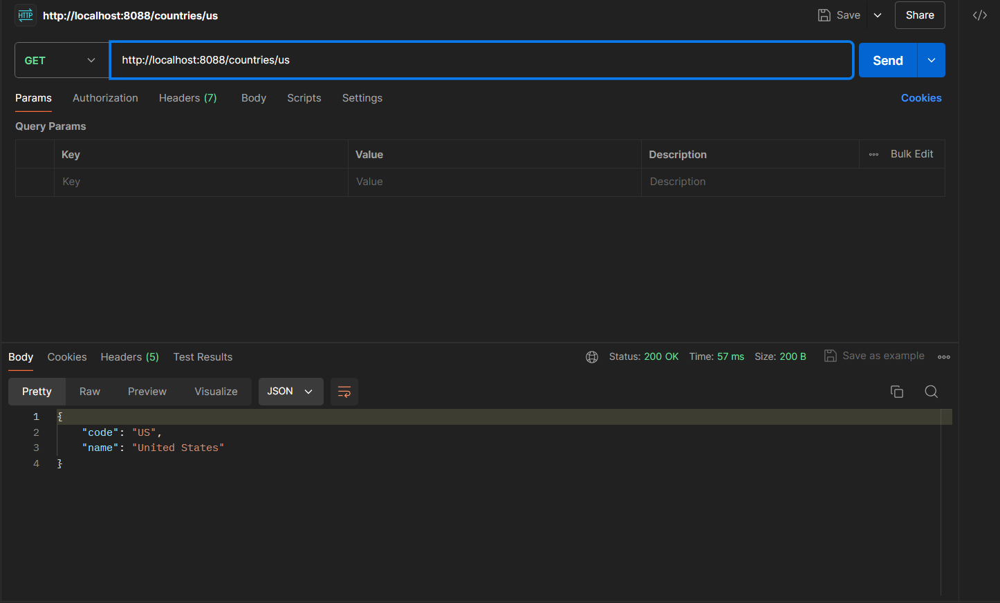 HTTP http://localhost:8088/countries/us Save Share </>
GET http://localhost:8088/countries/us Send
Params Authorization Headers (7) Body Scripts Settings Cookies
Query Params
Key Value Description Bulk Edit
Key Value Description
Body Cookies Headers (5) Test Results Status: 200 OK Time: 57 ms Size: 200 B Save as example
Pretty Raw Preview Visualize JSON
1 {
2 "code": "US",
3 "name": "United States"
4 }